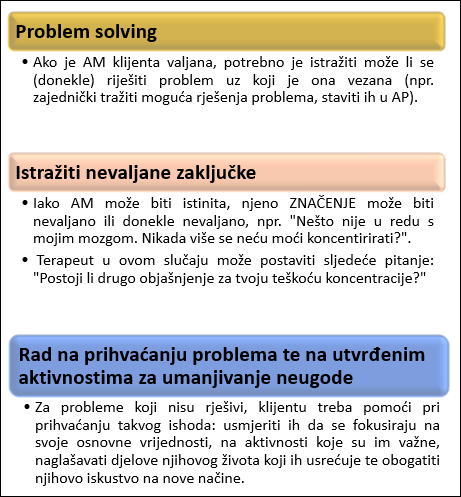 Problem solving
• Ako je AM klijenta valjana, potrebno je istražiti može li se
(donekle) riješiti problem uz koji je ona vezana (npr.
zajednički tražiti moguća rješenja problema, staviti ih u AP).
Istražiti nevaljane zaključke
• Iako AM može biti istinita, njeno ZNAČENJE može biti
nevaljano ili donekle nevaljano, npr. "Nešto nije u redu s
mojim mozgom. Nikada više se neću moći koncentirirati?".
• Terapeut u ovom slučaju može postaviti sljedeće pitanje:
"Postoji li drugo objašnjenje za tvoju teškoću koncentracije?"
Rad na prihvaćanju problema te na utvrđenim
aktivnostima za umanjivanje neugode
• Za probleme koji nisu rješivi, klijentu treba pomoći pri
prihvaćanju takvog ishoda: usmjeriti ih da se fokusiraju na
svoje osnovne vrijednosti, na aktivnosti koje su im važne,
naglašavati djelove njihovog života koji ih usrećuje te obogatiti
njihovo iskustvo na nove načine.